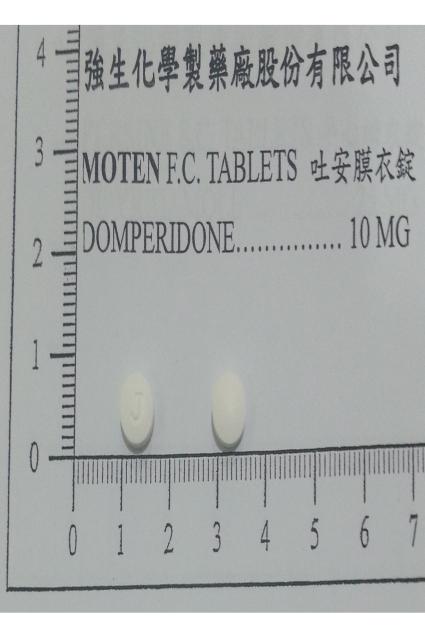 強生化學製藥廠股份有限公司
MOTEN F.C. TABLETS 吐安膜衣錠
DOMPERIDONE............... 10 MG
4
3
2
1
0
J
0 1 2 3 4 5 6 7